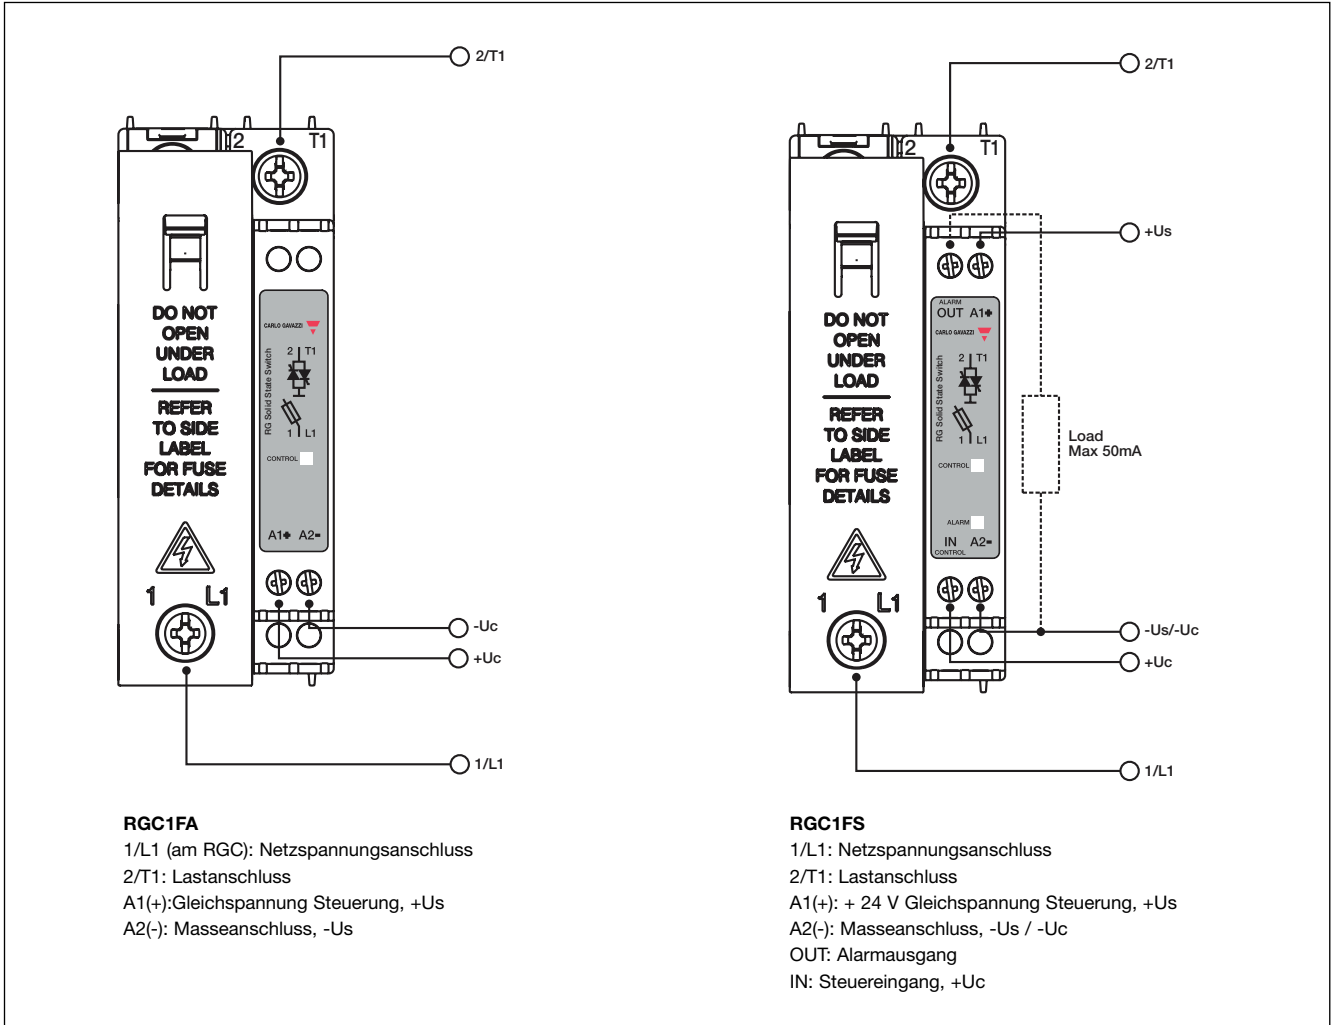 2/T1
2 T1
DO NOT
OPEN
UNDER
LOAD
REFER
TO SIDE
LABEL
FOR FUSE
DETAILS
1 L1
CARLO GAVAZZI
RG Solid State Switch
2 T1
1 L1
CONTROL
A1+ A2-
-Uc
+Uc
1/L1
RGC1FA
1/L1 (am RGC): Netzspannungsanschluss
2/T1: Lastanschluss
A1(+):Gleichspannung Steuerung, +Us
A2(-): Masseanschluss, -Us
2/T1
2 T1
+Us
DO NOT
OPEN
UNDER
LOAD
REFER
TO SIDE
LABEL
FOR FUSE
DETAILS
1 L1
ALARM
OUT A1+
CARLO GAVAZZI
RG Solid State Switch
2 T1
1 L1
CONTROL
ALARM
IN A2-
CONTROL
Load
Max 50mA
-Us/-Uc
+Uc
1/L1
RGC1FS
1/L1: Netzspannungsanschluss
2/T1: Lastanschluss
A1(+): + 24 V Gleichspannung Steuerung, +Us
A2(-): Masseanschluss, -Us / -Uc
OUT: Alarmausgang
IN: Steuereingang, +Uc